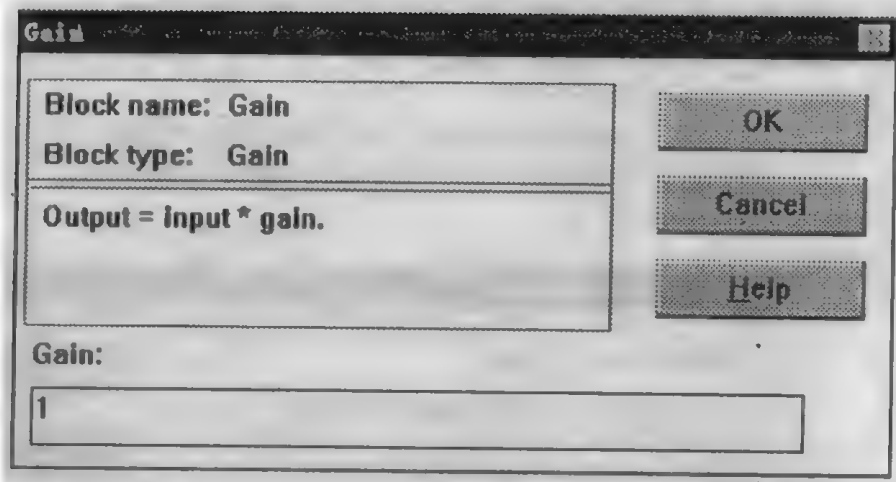 Gain
Block name: Gain
Block type: Gain
Output = input * gain.
OK
Cancel
Help
Gain:
1